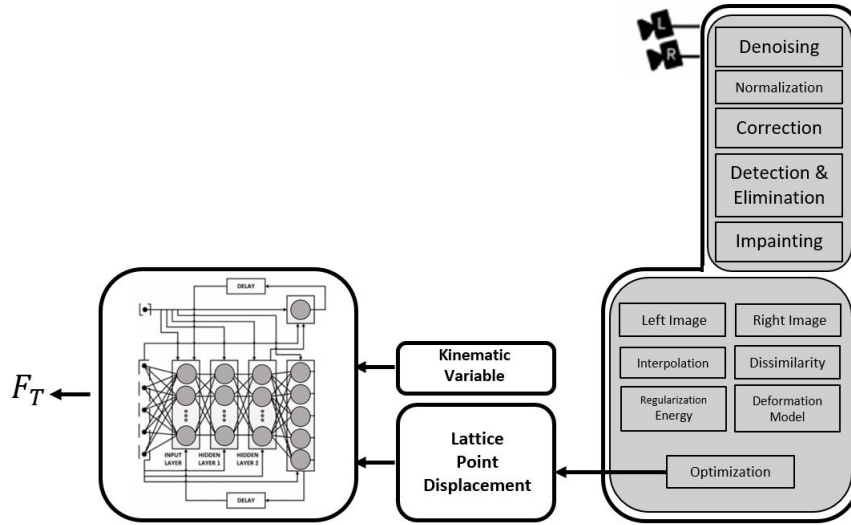 L
R
Denoising
Normalization
Correction
Detection &
Elimination
Impainting
Left Image
Right Image
Interpolation
Dissimilarity
Regularization
Energy
Deformation
Model
Optimization
Kinematic
Variable
Lattice
Point
Displacement
DELAY
INPUT
LAYER
HIDDEN
LAYER 1
HIDDEN
LAYER 2
DELAY
F_T